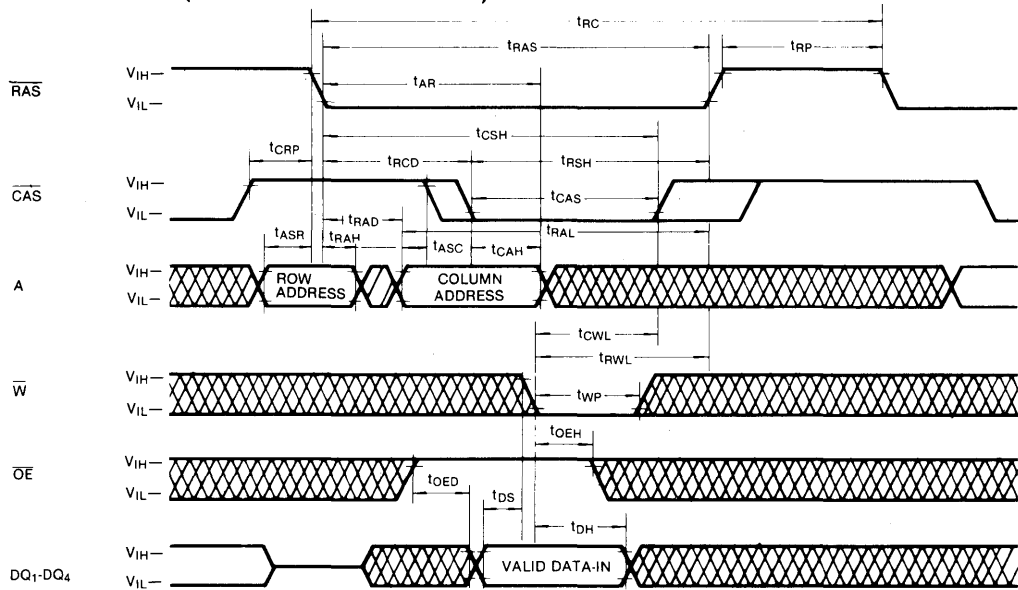 tRC
tRAS
tRP
tAR
RAS
VIH—
VIL—
tCSH
tCRP
tRCD
tRSH
CAS
VIH—
VIL—
tCAS
tRAD
tRAL
tASR
tRAH
tASC
tCAH
A
VIH—
VIL—
ROW
ADDRESS
COLUMN
ADDRESS
tCWL
tRWL
W
VIH—
VIL—
tWP
tOEH
OE
VIH—
VIL—
tOED
tDS
tDH
DQ1-DQ4
VIH—
VIL—
VALID DATA-IN